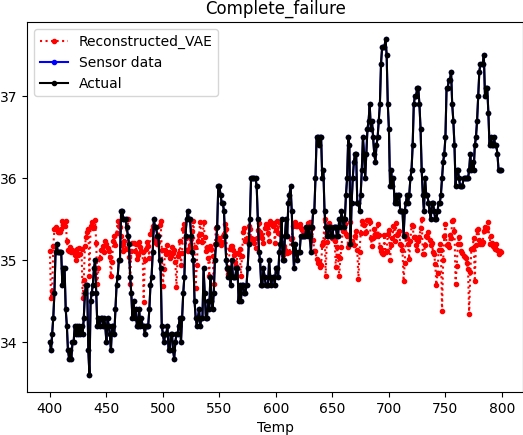 Complete_failure
Reconstructed_VAE
Sensor data
Actual
37
36
35
34
400 450 500 550 600 650 700 750 800
Temp